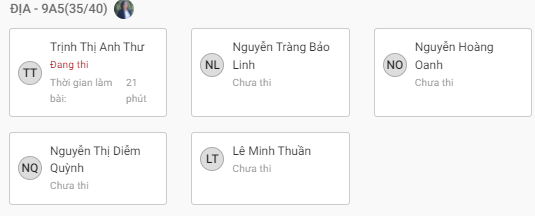 ĐỊA - 9A5(35/40)
TT
Trịnh Thị Anh Thư
Đang thi
Thời gian làm bài:
21 phút
NL
Nguyễn Tràng Bảo
Linh
Chưa thi
NO
Nguyễn Hoàng
Oanh
Chưa thi
NQ
Nguyễn Thị Diễm
Quỳnh
Chưa thi
LT
Lê Minh Thuần
Chưa thi